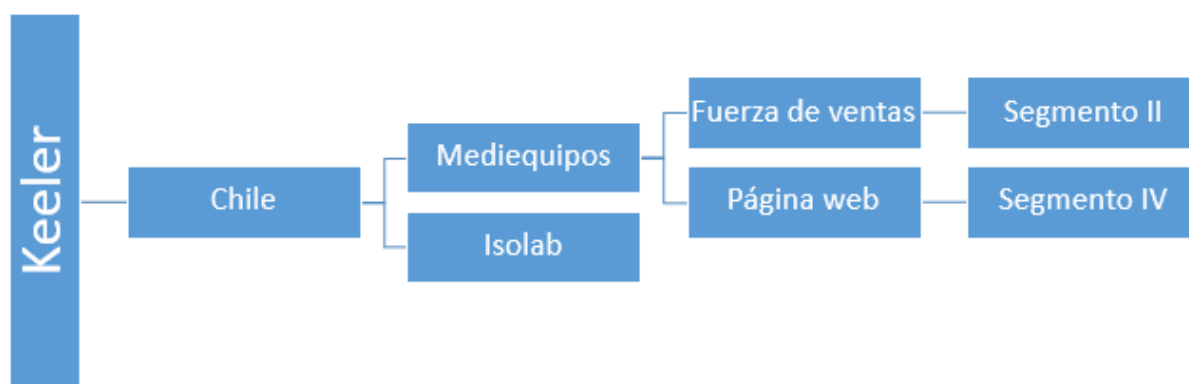 Keeler
Chile
Mediequipos
Isolab
Fuerza de ventas
Página web
Segmento II
Segmento IV